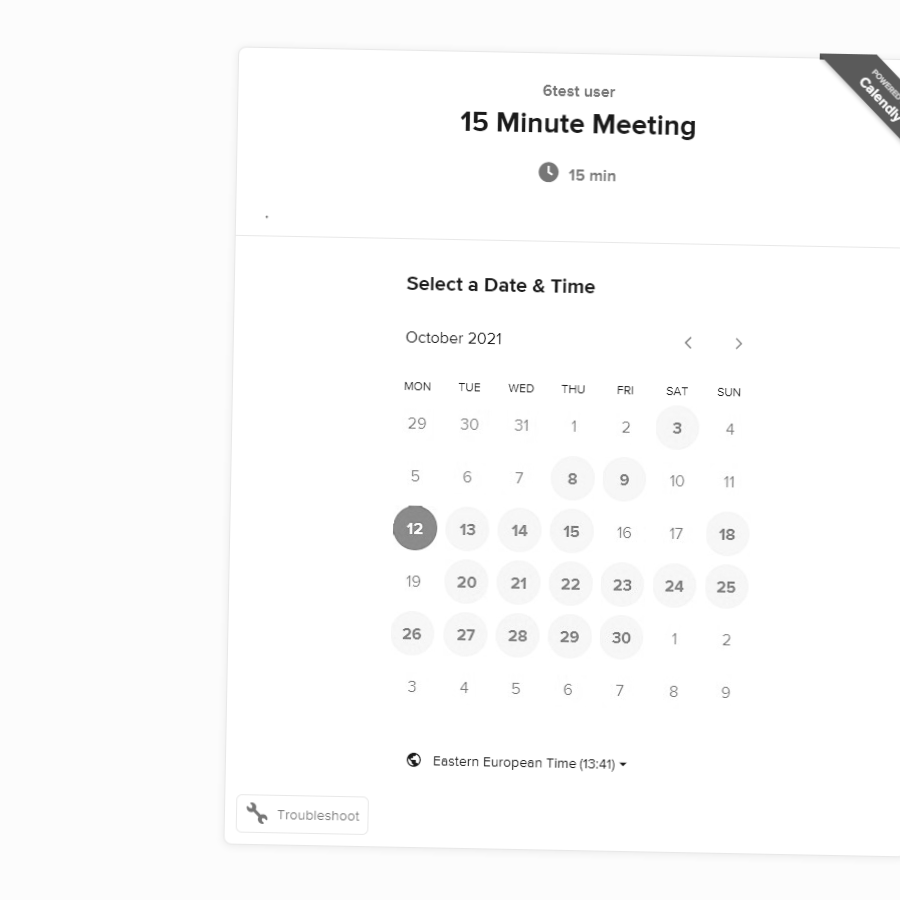 6test user
15 Minute Meeting
15 min
POWERED
Calendly
Select a Date & Time
October 2021
MON TUE WED THU FRI SAT SUN
29 30 31 1 2 3 4
5 6 7 8 9 10 11
12 13 14 15 16 17 18
19 20 21 22 23 24 25
26 27 28 29 30 1 2
3 4 5 6 7 8 9
Eastern European Time (13:41)
Troubleshoot